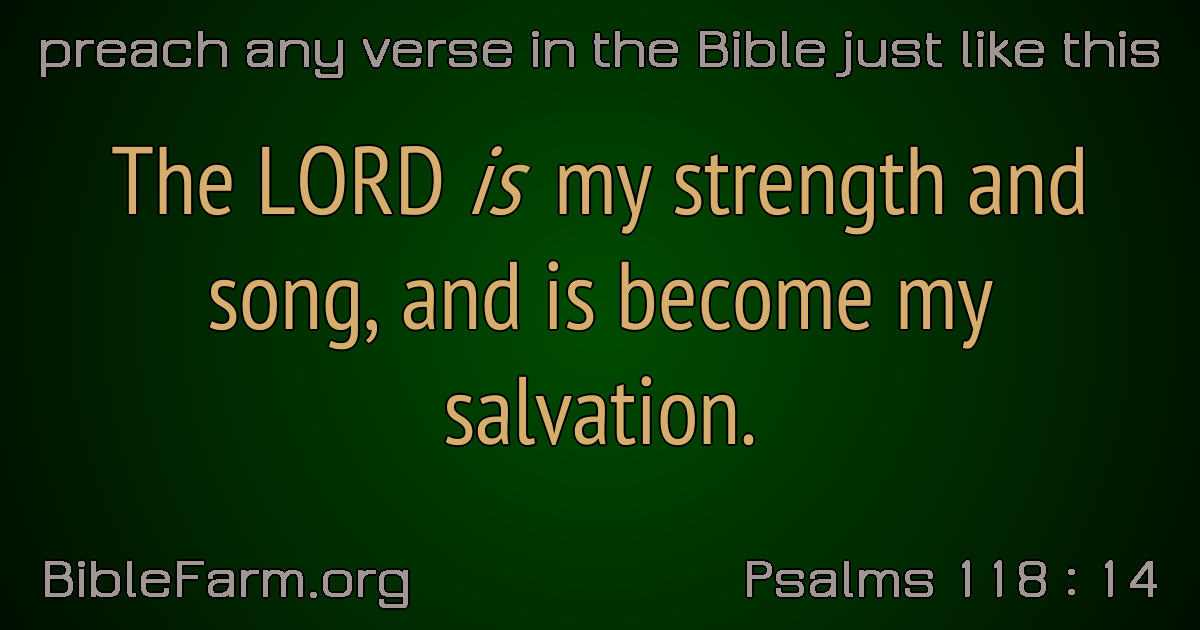 preach any verse in the Bible just like this
The LORD is my strength and
song, and is become my
salvation.
BibleFarm.org
Psalms 118 : 14